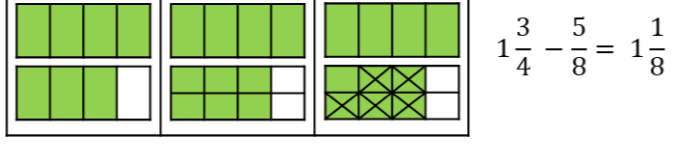 1 3/4 − 5/8 = 1 1/8